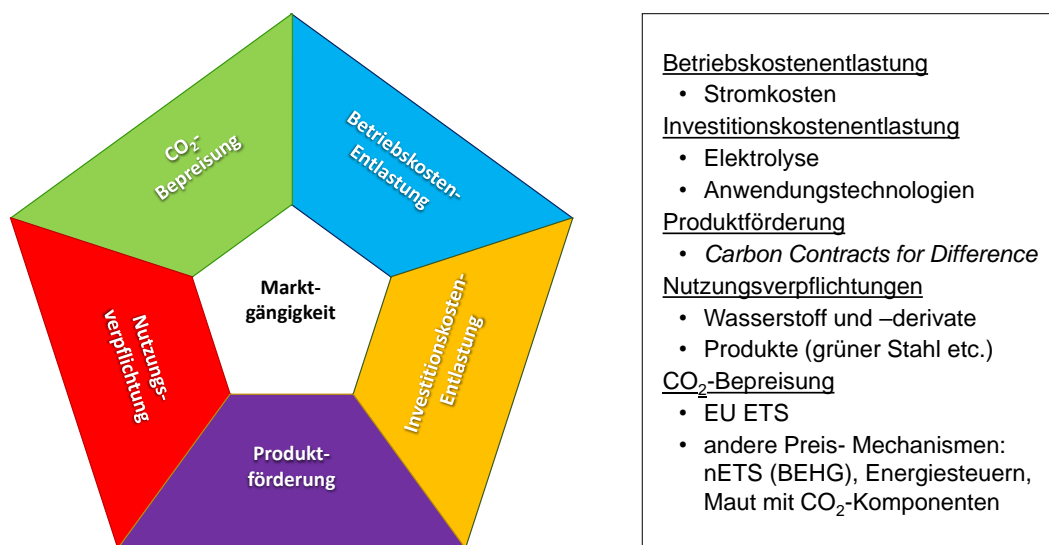 CO₂-
Bepreisung
Betriebskosten-
Entlastung
Nutzungs-
verpflichtung
Markt-
gängigkeit
Investitionskosten-
Entlastung
Produkt-
förderung
Betriebskostenentlastung
• Stromkosten
Investitionskostenentlastung
• Elektrolyse
• Anwendungstechnologien
Produktförderung
• Carbon Contracts for Difference
Nutzungsverpflichtungen
• Wasserstoff und –derivate
• Produkte (grüner Stahl etc.)
CO₂-Bepreisung
• EU ETS
• andere Preis- Mechanismen:
nETS (BEHG), Energiesteuern,
Maut mit CO₂-Komponenten